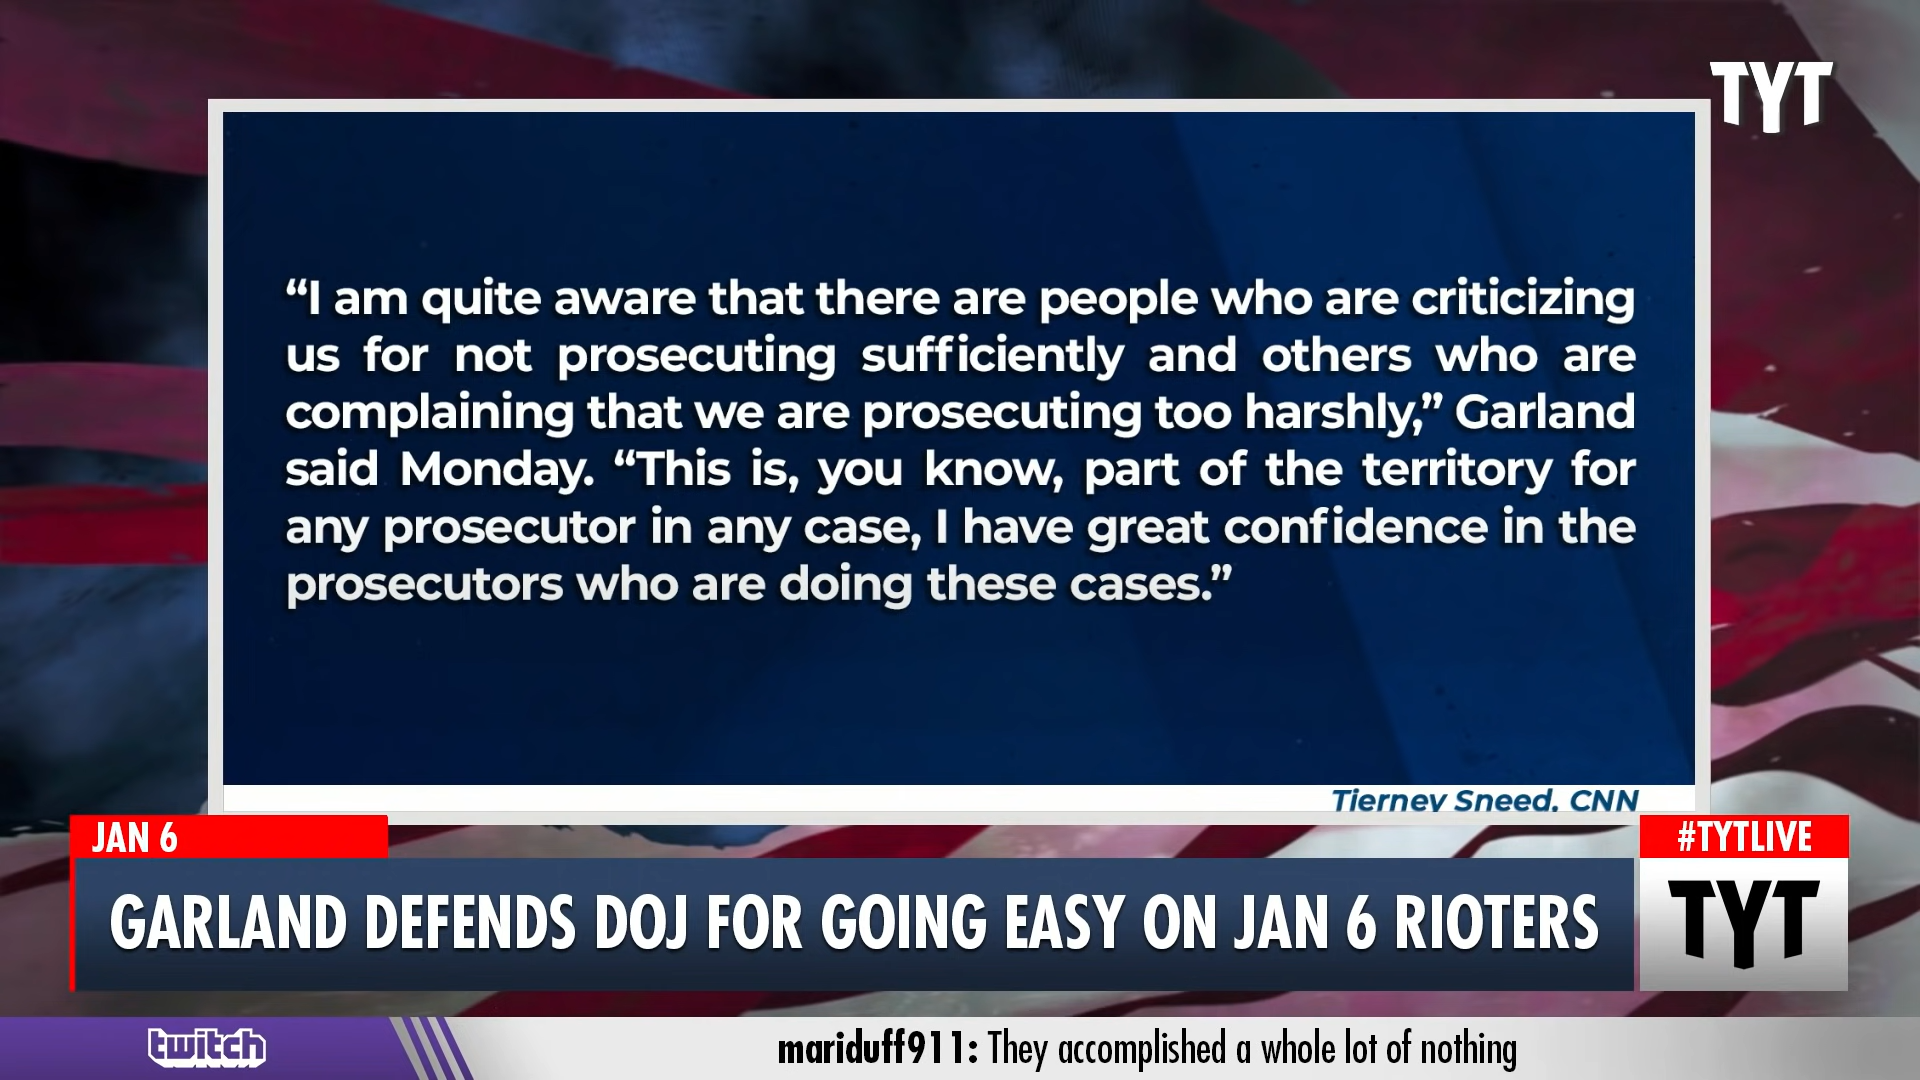 TYT
“I am quite aware that there are people who are criticizing
us for not prosecuting sufficiently and others who are
complaining that we are prosecuting too harshly,” Garland
said Monday. “This is, you know, part of the territory for
any prosecutor in any case, I have great confidence in the
prosecutors who are doing these cases.”
Tierney Sneed, CNN
JAN 6
#TYTLIVE
GARLAND DEFENDS DOJ FOR GOING EASY ON JAN 6 RIOTERS
TYT
twitch
mariduff911: They accomplished a whole lot of nothing